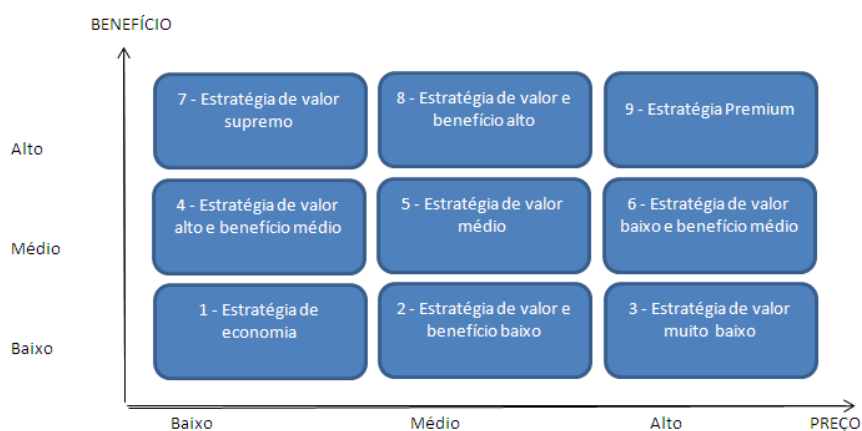 BENEFÍCIO
7 - Estratégia de valor
supremo
8 - Estratégia de valor e
benefício alto
9 - Estratégia Premium
Alto
4 - Estratégia de valor
alto e benefício médio
5 - Estratégia de valor
médio
6 - Estratégia de valor
baixo e benefício médio
Médio
1 - Estratégia de
economia
2 - Estratégia de valor e
benefício baixo
3 - Estratégia de valor
muito baixo
Baixo
Baixo
Médio
Alto
PREÇO